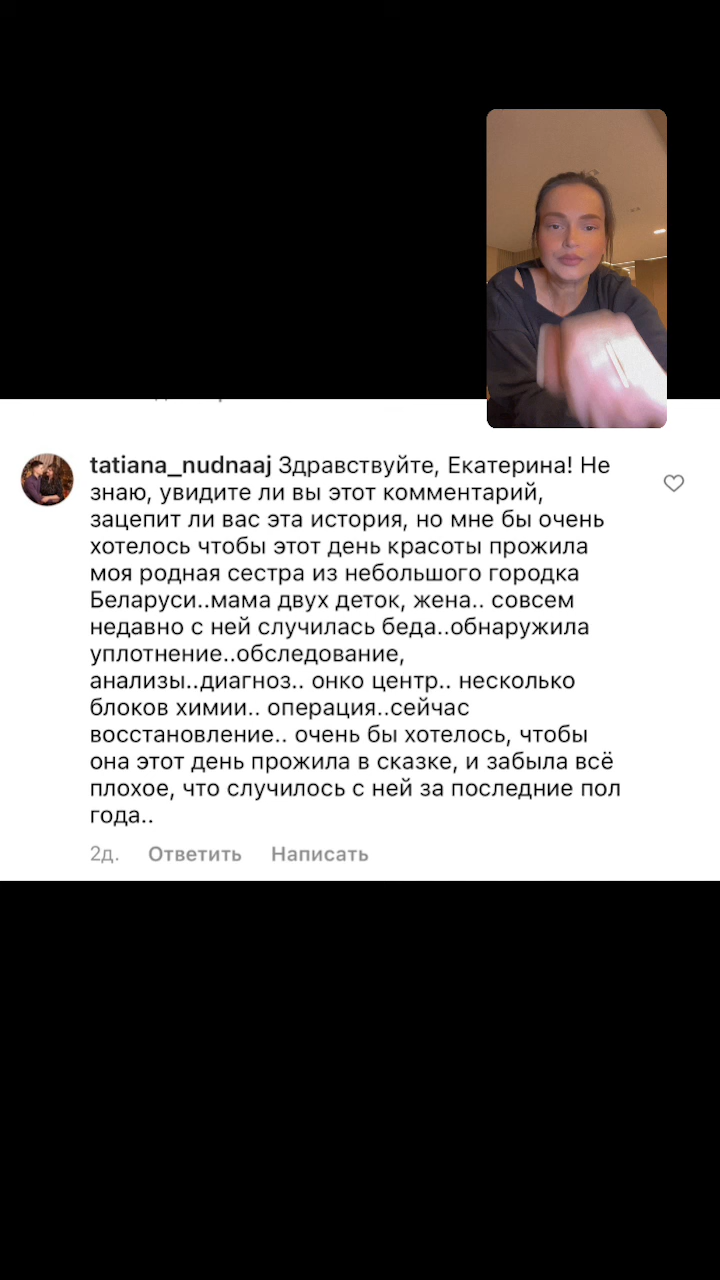 tatiana_nudnaaj Здравствуйте, Екатерина! Не
знаю, увидите ли вы этот комментарий,
зацепит ли вас эта история, но мне бы очень
хотелось чтобы этот день красоты прожила
моя родная сестра из небольшого городка
Беларуси..мама двух деток, жена.. совсем
недавно с ней случилась беда..обнаружила
уплотнение..обследование,
анализы..диагноз.. онко центр.. несколько
блоков химии.. операция..сейчас
восстановление.. очень бы хотелось, чтобы
она этот день прожила в сказке, и забыла всё
плохое, что случилось с ней за последние пол
года..
2д. Ответить Написать